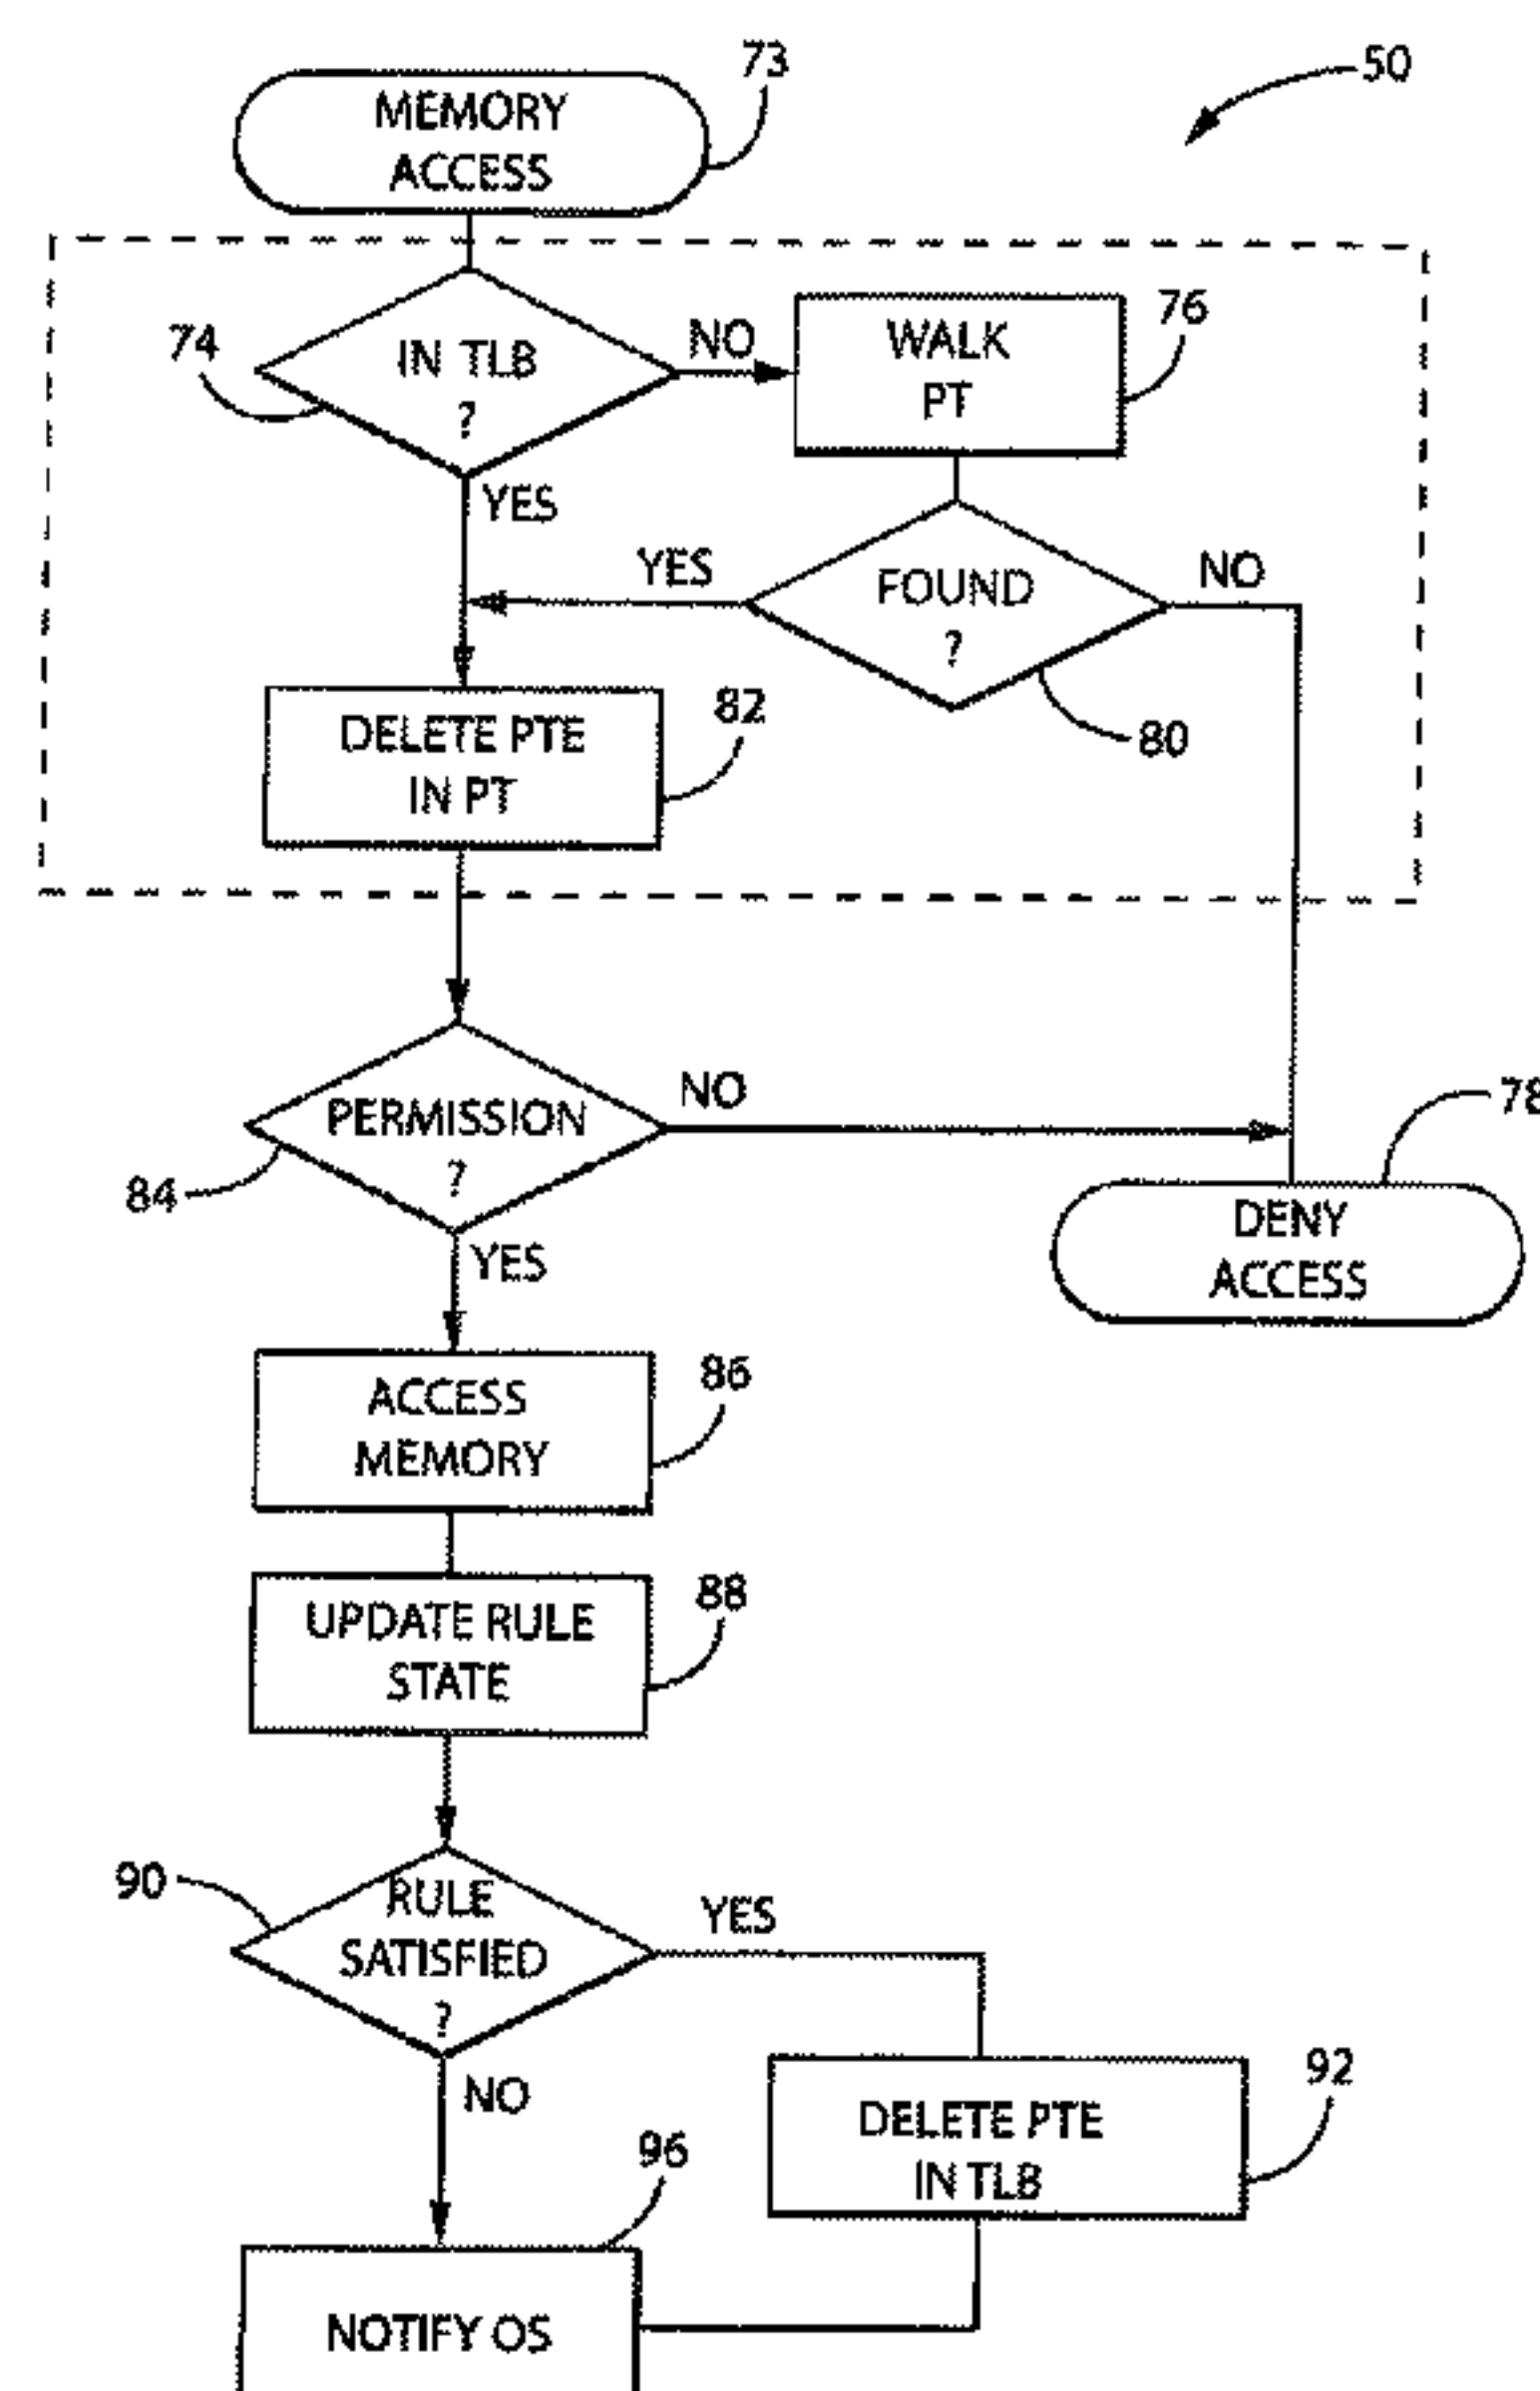 73
50
MEMORY
ACCESS
74
IN TLB
?
NO
WALK
PT
76
YES
YES
FOUND
?
NO
80
DELETE PTE
IN PT
82
PERMISSION
?
NO
84
YES
78
DENY
ACCESS
ACCESS
MEMORY
86
UPDATE RULE
STATE
88
90
RULE
SATISFIED
?
YES
NO
DELETE PTE
IN TLB
92
96
NOTIFY OS